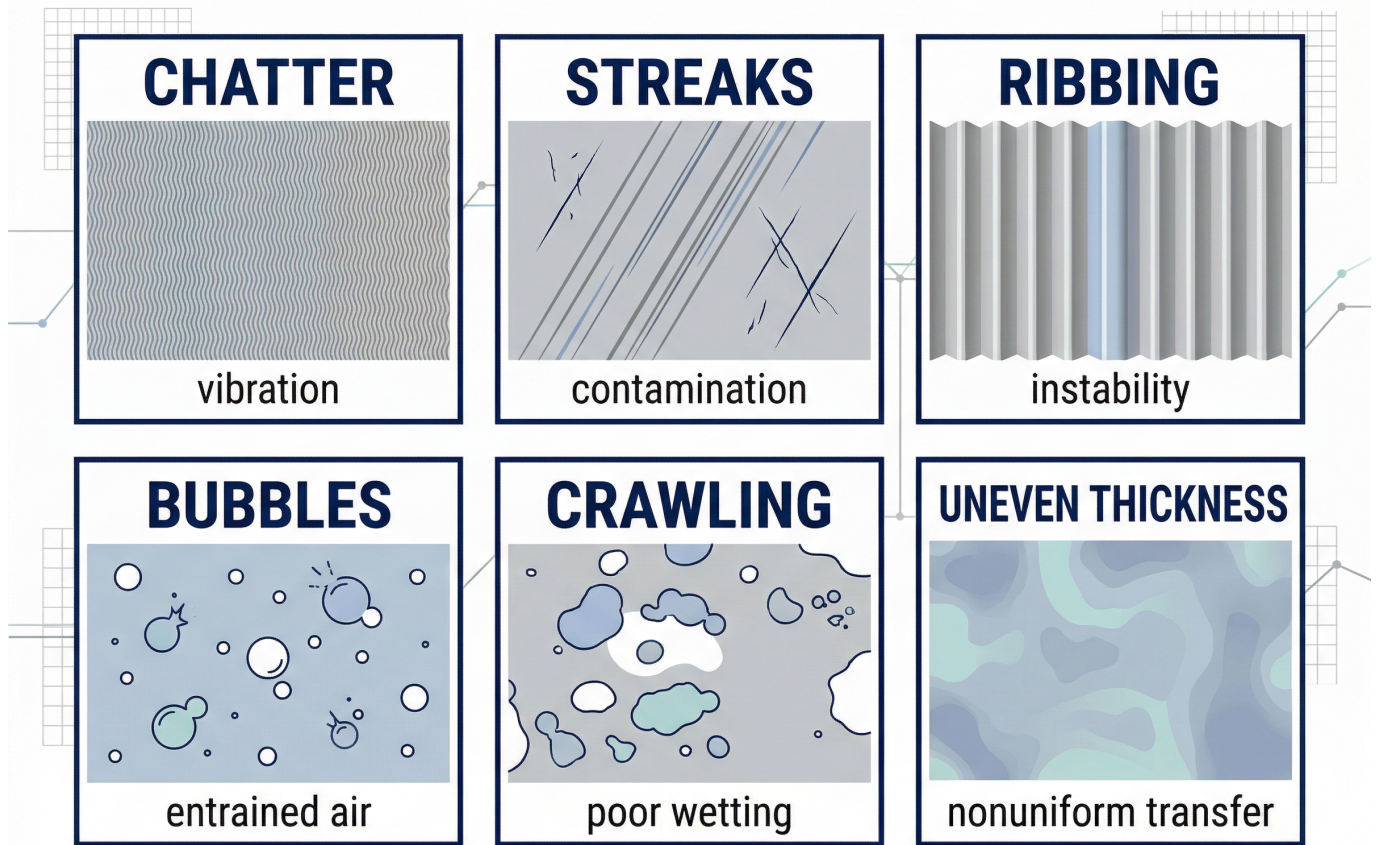 CHATTER
vibration
STREAKS
contamination
RIBBING
instability
BUBBLES
entrained air
CRAWLING
poor wetting
UNEVEN THICKNESS
nonuniform transfer